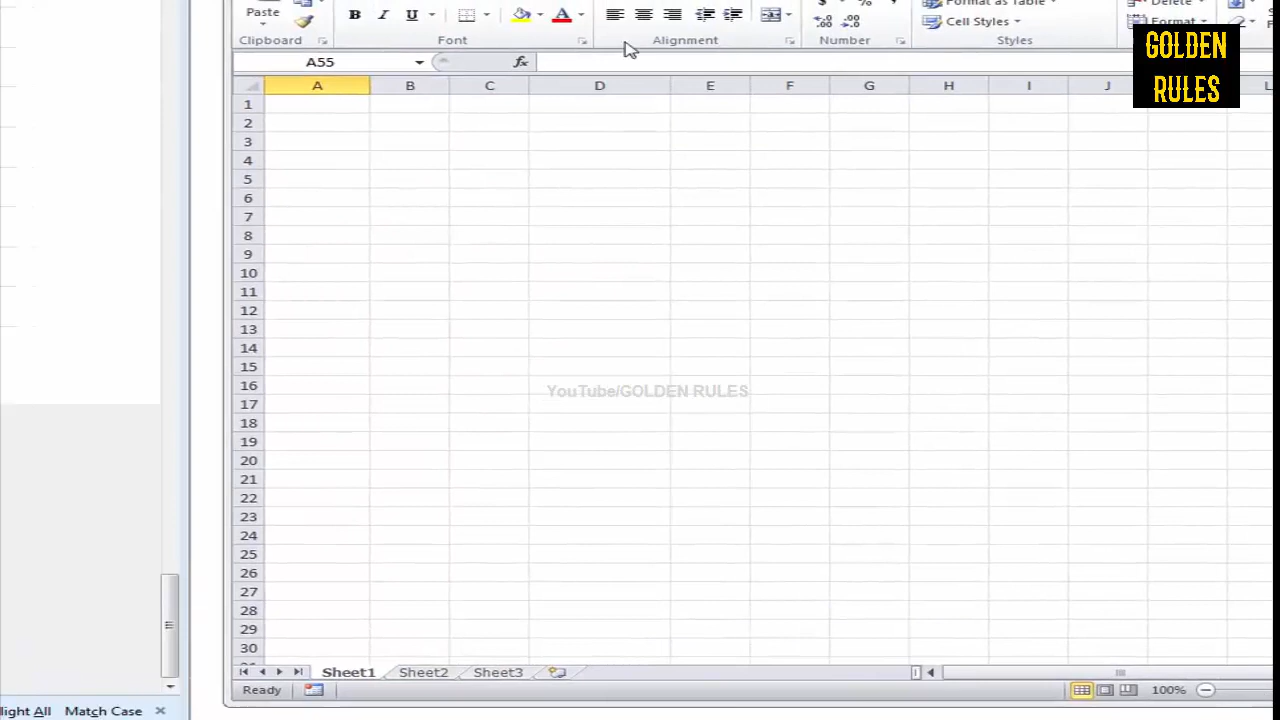 Paste
B I U A
$ %
Format as Table
Cell Styles
Delete
Format
Clipboard Font Alignment Number Styles
GOLDEN
RULES
A55 fx
A B C D E F G H I J L
1
2
3
4
5
6
7
8
9
10
11
12
13
14
15
16
YouTube/GOLDEN RULES
17
18
19
20
21
22
23
24
25
26
27
28
29
30
Sheet1 Sheet2 Sheet3
Ready 100%
light All Match Case